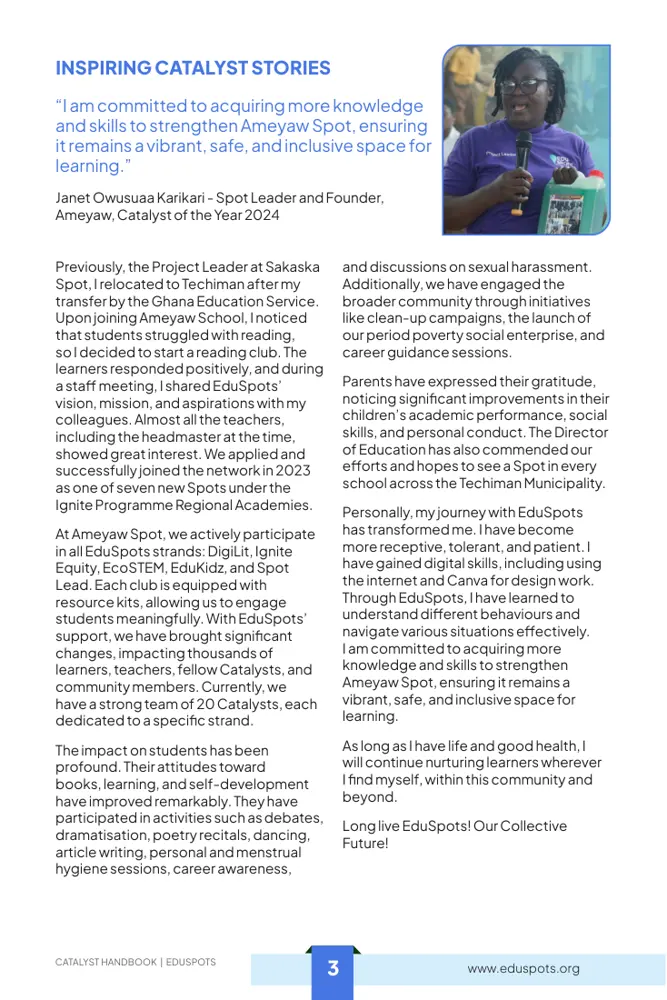 INSPIRING CATALYST STORIES
“I am committed to acquiring more knowledge
and skills to strengthen Ameyaw Spot, ensuring
it remains a vibrant, safe, and inclusive space for
learning.”
Janet Owusuaa Karikari - Spot Leader and Founder,
Ameyaw, Catalyst of the Year 2024
Previously, the Project Leader at Sakaska
Spot, I relocated to Techiman after my
transfer by the Ghana Education Service.
Upon joining Ameyaw School, I noticed
that students struggled with reading,
so I decided to start a reading club. The
learners responded positively, and during
a staff meeting, I shared EduSpots’
vision, mission, and aspirations with my
colleagues. Almost all the teachers,
including the headmaster at the time,
showed great interest. We applied and
successfully joined the network in 2023
as one of seven new Spots under the
Ignite Programme Regional Academies.
At Ameyaw Spot, we actively participate
in all EduSpots strands: DigiLit, Ignite
Equity, EcoSTEM, EduKidz, and Spot
Lead. Each club is equipped with
resource kits, allowing us to engage
students meaningfully. With EduSpots’
support, we have brought significant
changes, impacting thousands of
learners, teachers, fellow Catalysts, and
community members. Currently, we
have a strong team of 20 Catalysts, each
dedicated to a specific strand.
The impact on students has been
profound. Their attitudes toward
books, learning, and self-development
have improved remarkably. They have
participated in activities such as debates,
dramatisation, poetry recitals, dancing,
article writing, personal and menstrual
hygiene sessions, career awareness,
and discussions on sexual harassment.
Additionally, we have engaged the
broader community through initiatives
like clean-up campaigns, the launch of
our period poverty social enterprise, and
career guidance sessions.
Parents have expressed their gratitude,
noticing significant improvements in their
children’s academic performance, social
skills, and personal conduct. The Director
of Education has also commended our
efforts and hopes to see a Spot in every
school across the Techiman Municipality.
Personally, my journey with EduSpots
has transformed me. I have become
more receptive, tolerant, and patient. I
have gained digital skills, including using
the internet and Canva for design work.
Through EduSpots, I have learned to
understand different behaviours and
navigate various situations effectively.
I am committed to acquiring more
knowledge and skills to strengthen
Ameyaw Spot, ensuring it remains a
vibrant, safe, and inclusive space for
learning.
As long as I have life and good health, I
will continue nurturing learners wherever
I find myself, within this community and
beyond.
Long live EduSpots! Our Collective
Future!
CATALYST HANDBOOK | EDUSPOTS
3
www.eduspots.org